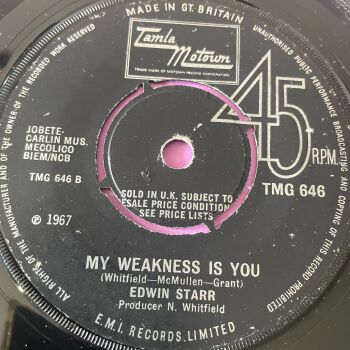 MADE IN GT. BRITAIN
UNAUTHORISED PUBLIC PERFORMANCE BROADCASTING AND COPYING OF THIS RECORD PROHIBITED
ALL RIGHTS OF THE MANUFACTURER AND OF THE OWNER OF THE RECORDED WORK RESERVED
Tamla
Motown
TRADE MARK OF MOTOWN RECORD CORPORATION
45
RPM
JOBETE-
CARLIN MUS.
MECOLICO
BIEM/NCB
TMG 646 B
TMG 646
SOLD IN U.K. SUBJECT TO
RESALE PRICE CONDITIONS
SEE PRICE LISTS
℗ 1967
MY WEAKNESS IS YOU
(Whitfield—McMullen—Grant)
EDWIN STARR
Producer N. Whitfield
E.M.I. RECORDS.LIMITED